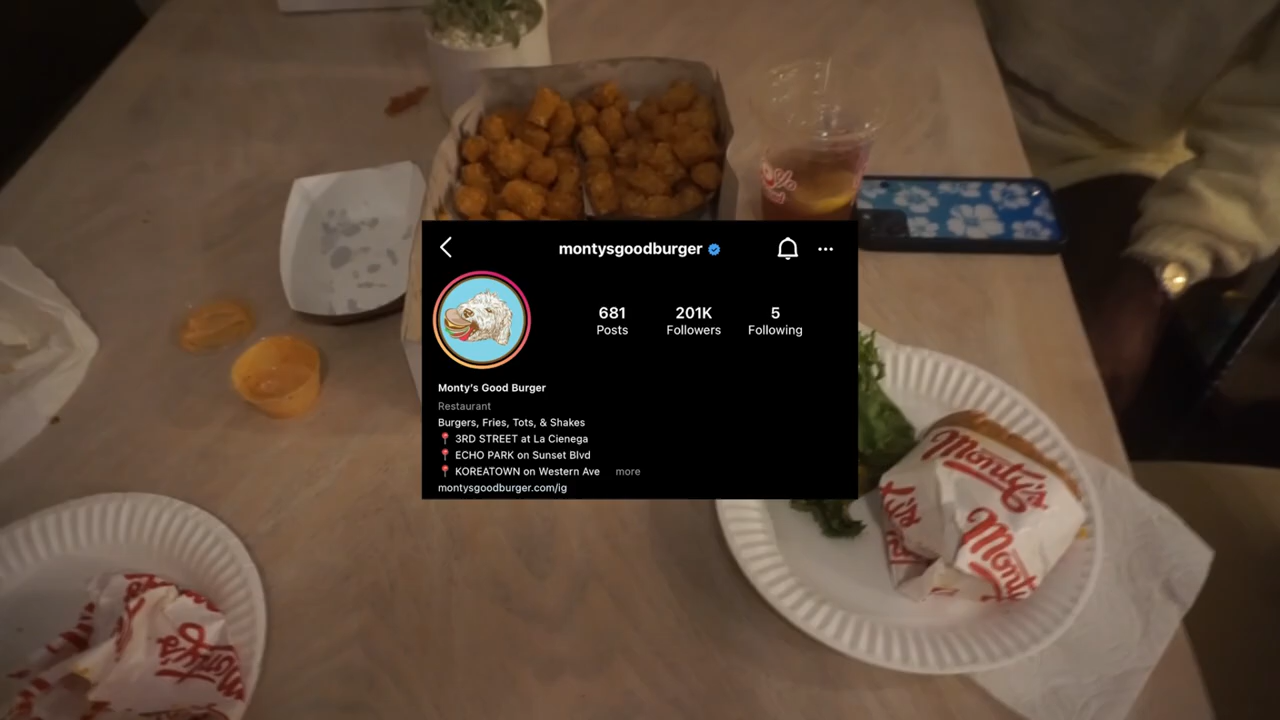 montysgoodburger
681
201K
5
Posts
Followers
Following
Monty's Good Burger
Restaurant
Burgers, Fries, Tots, & Shakes
📍 3RD STREET at La Cienega
📍 ECHO PARK on Sunset Blvd
📍 KOREATOWN on Western Ave more
montysgoodburger.com/ig
Monty's
Monty